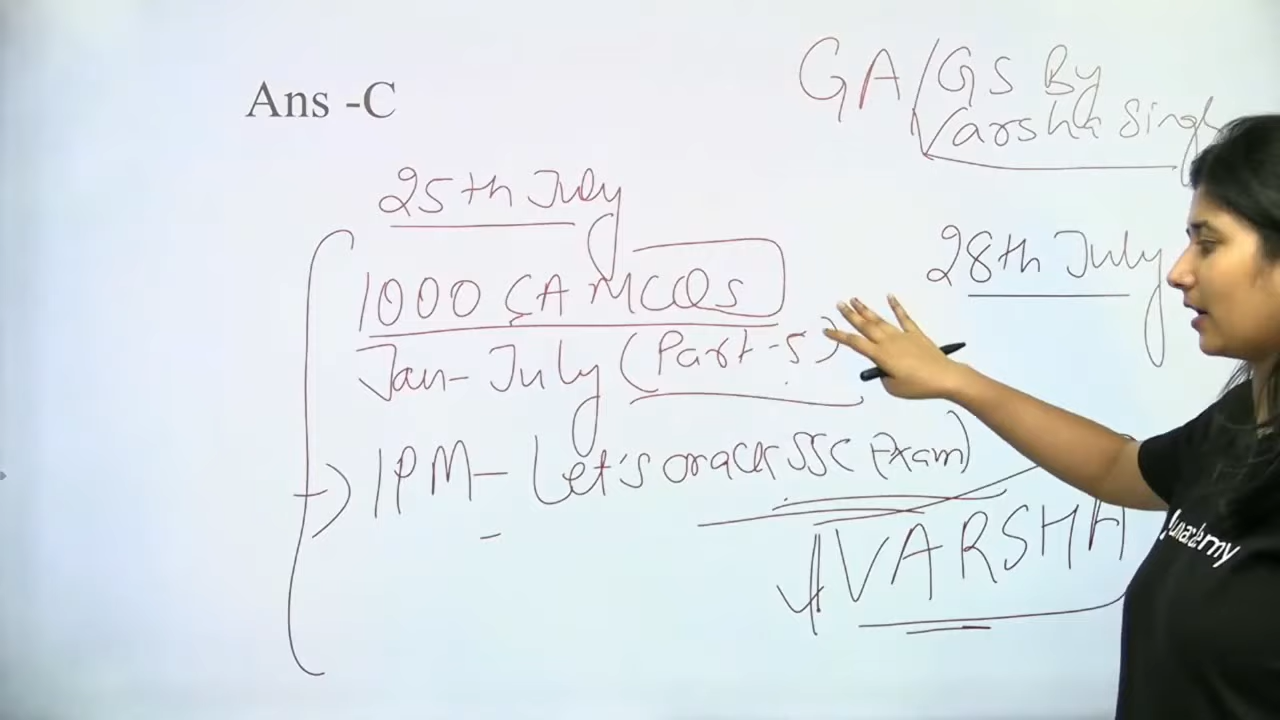 Ans -C
GA/GS By
Varsha Singh
25th July
1000 CA MCQs
Jan-July (Part-5)
1PM - Let's crack SSC Exam)
28th July
VARSHA
unacademy